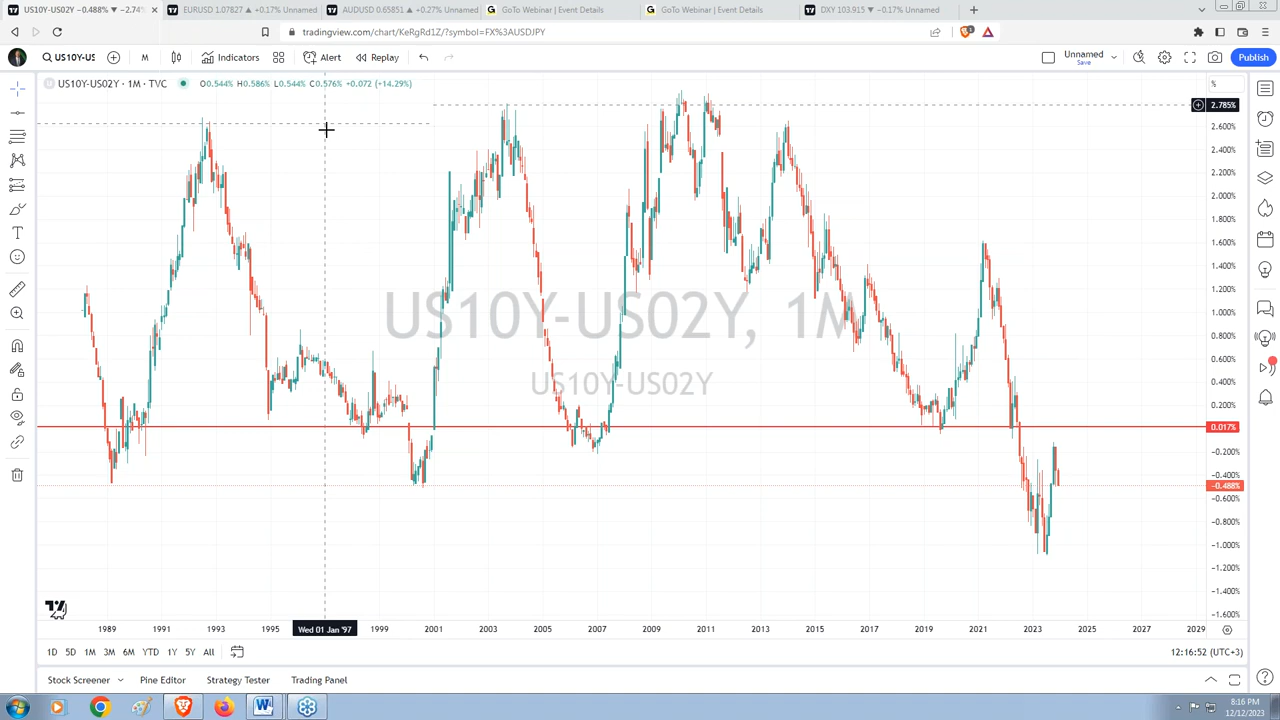 US10Y-US02Y −0.488% ▼ −2.74%
EURUSD 1.07827 ▲ +0.17% Unnamed
AUDUSD 0.65851 ▲ +0.27% Unnamed
GoTo Webinar | Event Details
GoTo Webinar | Event Details
DXY 103.915 ▼ −0.17% Unnamed
tradingview.com/chart/KeRgRd1Z/?symbol=FX%3AUSDJPY
US10Y-US
M
Indicators
Alert
Replay
Unnamed
Save
Publish
US10Y-US02Y · 1M · TVC
O0.544% H0.586% L0.544% C0.576% +0.072 (+14.29%)
%
2.785%
2.600%
2.400%
2.200%
2.000%
1.800%
1.600%
1.400%
1.200%
1.000%
0.800%
0.600%
0.400%
0.200%
0.017%
−0.200%
−0.400%
−0.488%
−0.600%
−0.800%
−1.000%
−1.200%
−1.400%
−1.600%
US10Y-US02Y, 1M
US10Y-US02Y
1989 1991 1993 1995 Wed 01 Jan '97 1999 2001 2003 2005 2007 2009 2011 2013 2015 2017 2019 2021 2023 2025 2027 2029
1D 5D 1M 3M 6M YTD 1Y 5Y All
12:16:52 (UTC+3)
Stock Screener Pine Editor Strategy Tester Trading Panel
8:16 PM
12/12/2023